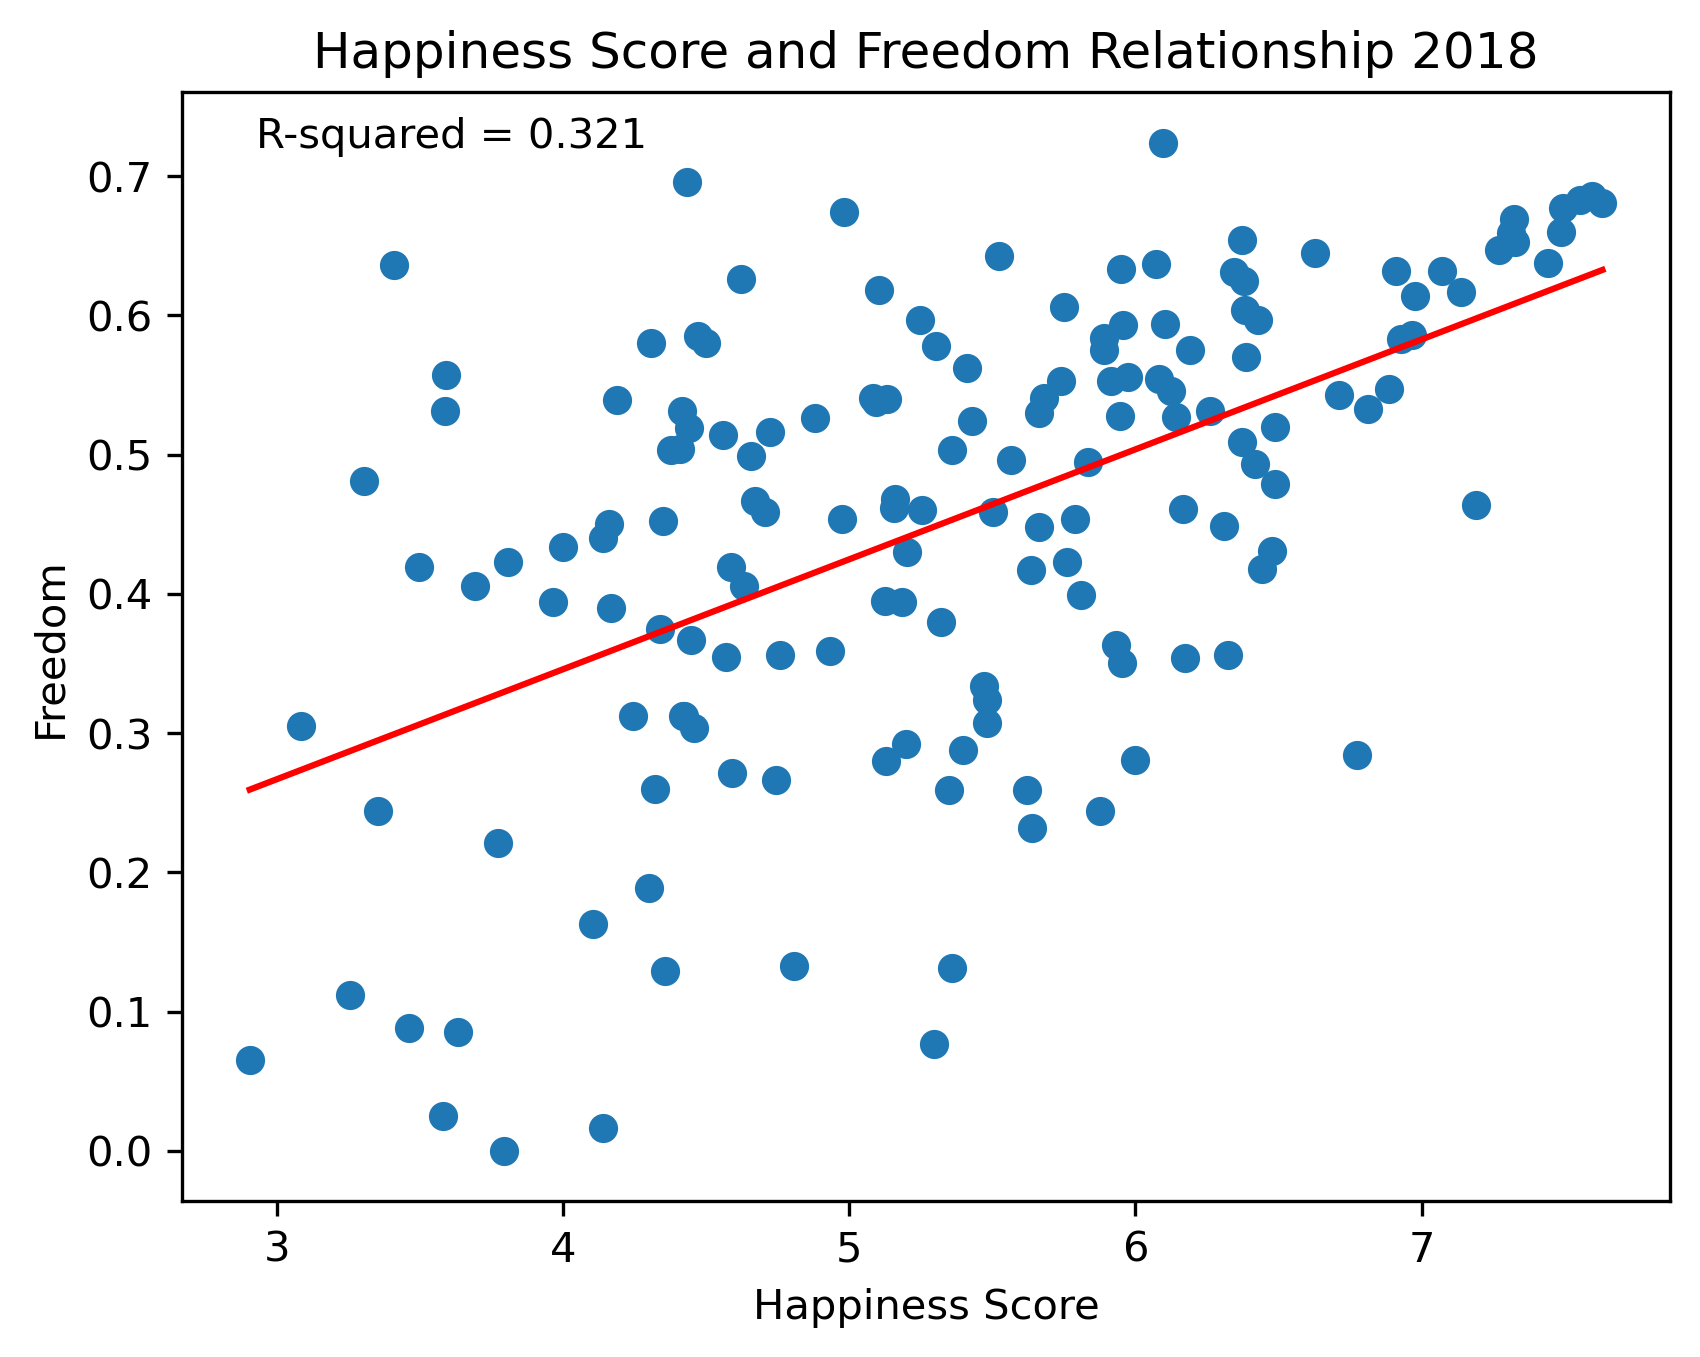 Happiness Score and Freedom Relationship 2018
R-squared = 0.321
0.7
0.6
0.5
0.4
0.3
0.2
0.1
0.0
Freedom
3 4 5 6 7
Happiness Score